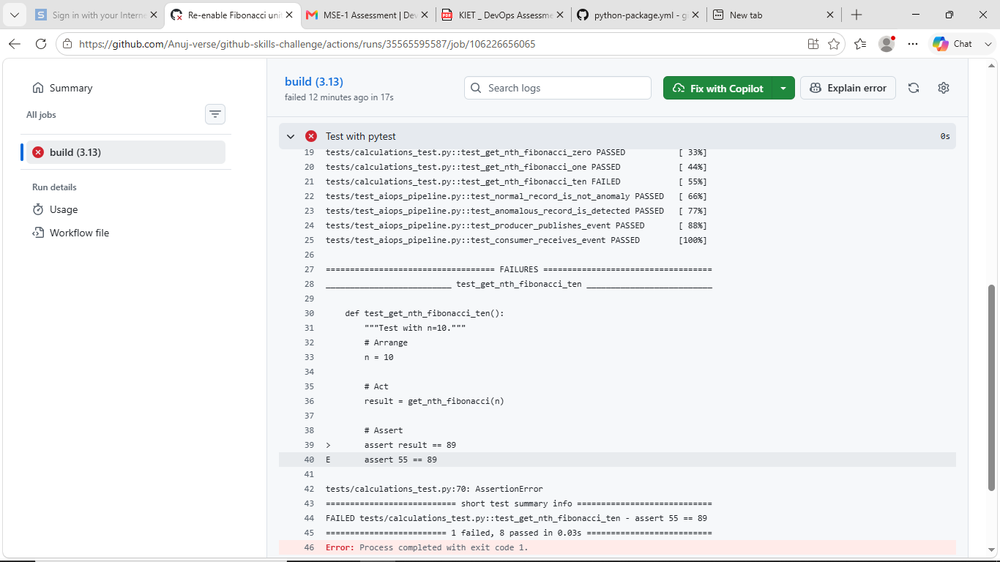 Sign in with your Interne
Re-enable Fibonacci uni
MSE-1 Assessment | Dev
KIET _ DevOps Assessme
python-package.yml - g
New tab
https://github.com/Anuj-verse/github-skills-challenge/actions/runs/35565595587/job/106226656065
Chat
Summary
All jobs
build (3.13)
Run details
Usage
Workflow file
build (3.13)
failed 12 minutes ago in 17s
Search logs
Fix with Copilot
Explain error
Test with pytest 0s
19 tests/calculations_test.py::test_get_nth_fibonacci_zero PASSED [ 33%]
20 tests/calculations_test.py::test_get_nth_fibonacci_one PASSED [ 44%]
21 tests/calculations_test.py::test_get_nth_fibonacci_ten FAILED [ 55%]
22 tests/test_aiops_pipeline.py::test_normal_record_is_not_anomaly PASSED [ 66%]
23 tests/test_aiops_pipeline.py::test_anomalous_record_is_detected PASSED [ 77%]
24 tests/test_aiops_pipeline.py::test_producer_publishes_event PASSED [ 88%]
25 tests/test_aiops_pipeline.py::test_consumer_receives_event PASSED [100%]
26
27 =================================== FAILURES ===================================
28 __________________________ test_get_nth_fibonacci_ten __________________________
29
30 def test_get_nth_fibonacci_ten():
31 """Test with n=10."""
32 # Arrange
33 n = 10
34
35 # Act
36 result = get_nth_fibonacci(n)
37
38 # Assert
39 > assert result == 89
40 E assert 55 == 89
41
42 tests/calculations_test.py:70: AssertionError
43 =========================== short test summary info ============================
44 FAILED tests/calculations_test.py::test_get_nth_fibonacci_ten - assert 55 == 89
45 ========================= 1 failed, 8 passed in 0.03s ==========================
46 Error: Process completed with exit code 1.